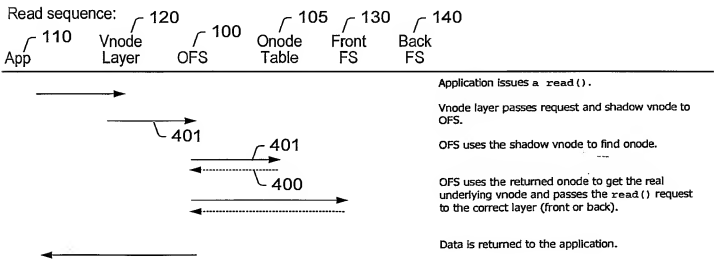 Read sequence:
110
120
100
105
130
140
App
Vnode
Layer
OFS
Onode
Table
Front
FS
Back
FS
Application issues a read().
Vnode layer passes request and shadow vnode to
OFS.
401
OFS uses the shadow vnode to find onode.
401
400
OFS uses the returned onode to get the real
underlying vnode and passes the read() request
to the correct layer (front or back).
Data is returned to the application.